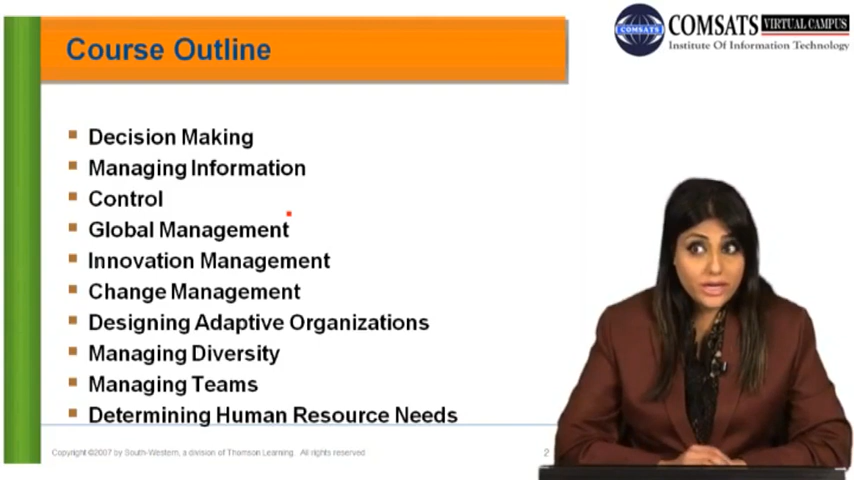 Course Outline
COMSATS
COMSATS VIRTUAL CAMPUS
Institute Of Information Technology
Decision Making
Managing Information
Control
Global Management
Innovation Management
Change Management
Designing Adaptive Organizations
Managing Diversity
Managing Teams
Determining Human Resource Needs
Copyright ©2007 by South-Western, a division of Thomson Learning. All rights reserved
2